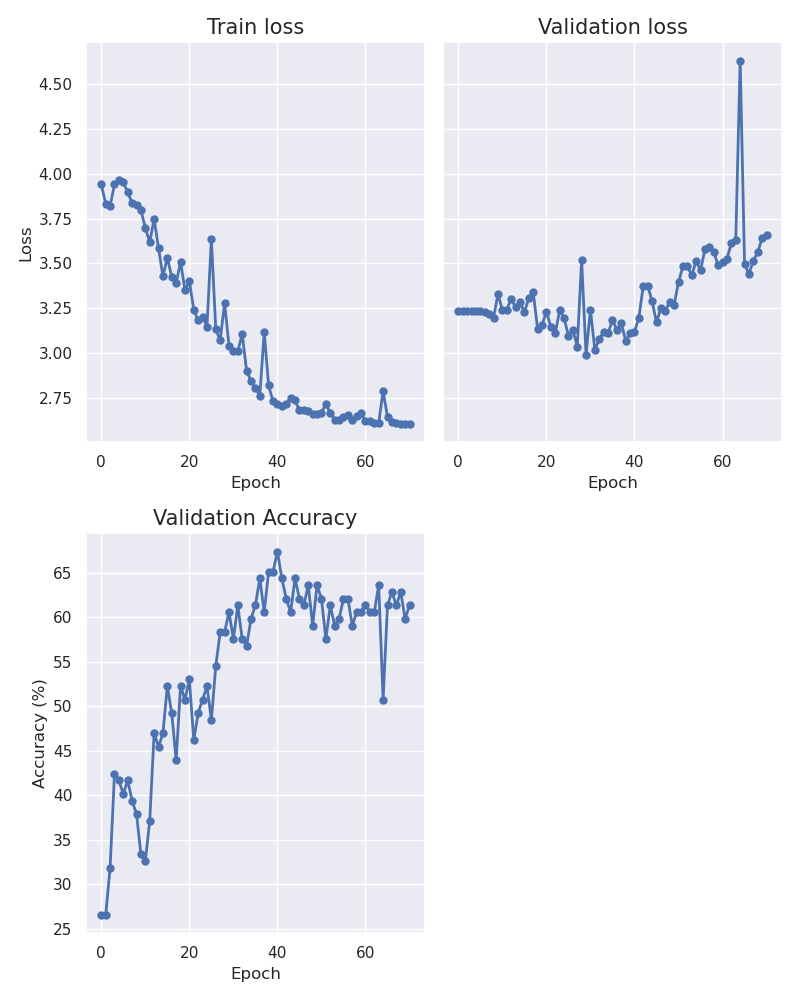 Train loss
Validation loss
Loss
4.50
4.25
4.00
3.75
3.50
3.25
3.00
2.75
0 20 40 60
0 20 40 60
Epoch
Epoch
Validation Accuracy
Accuracy (%)
65
60
55
50
45
40
35
30
25
0 20 40 60
Epoch